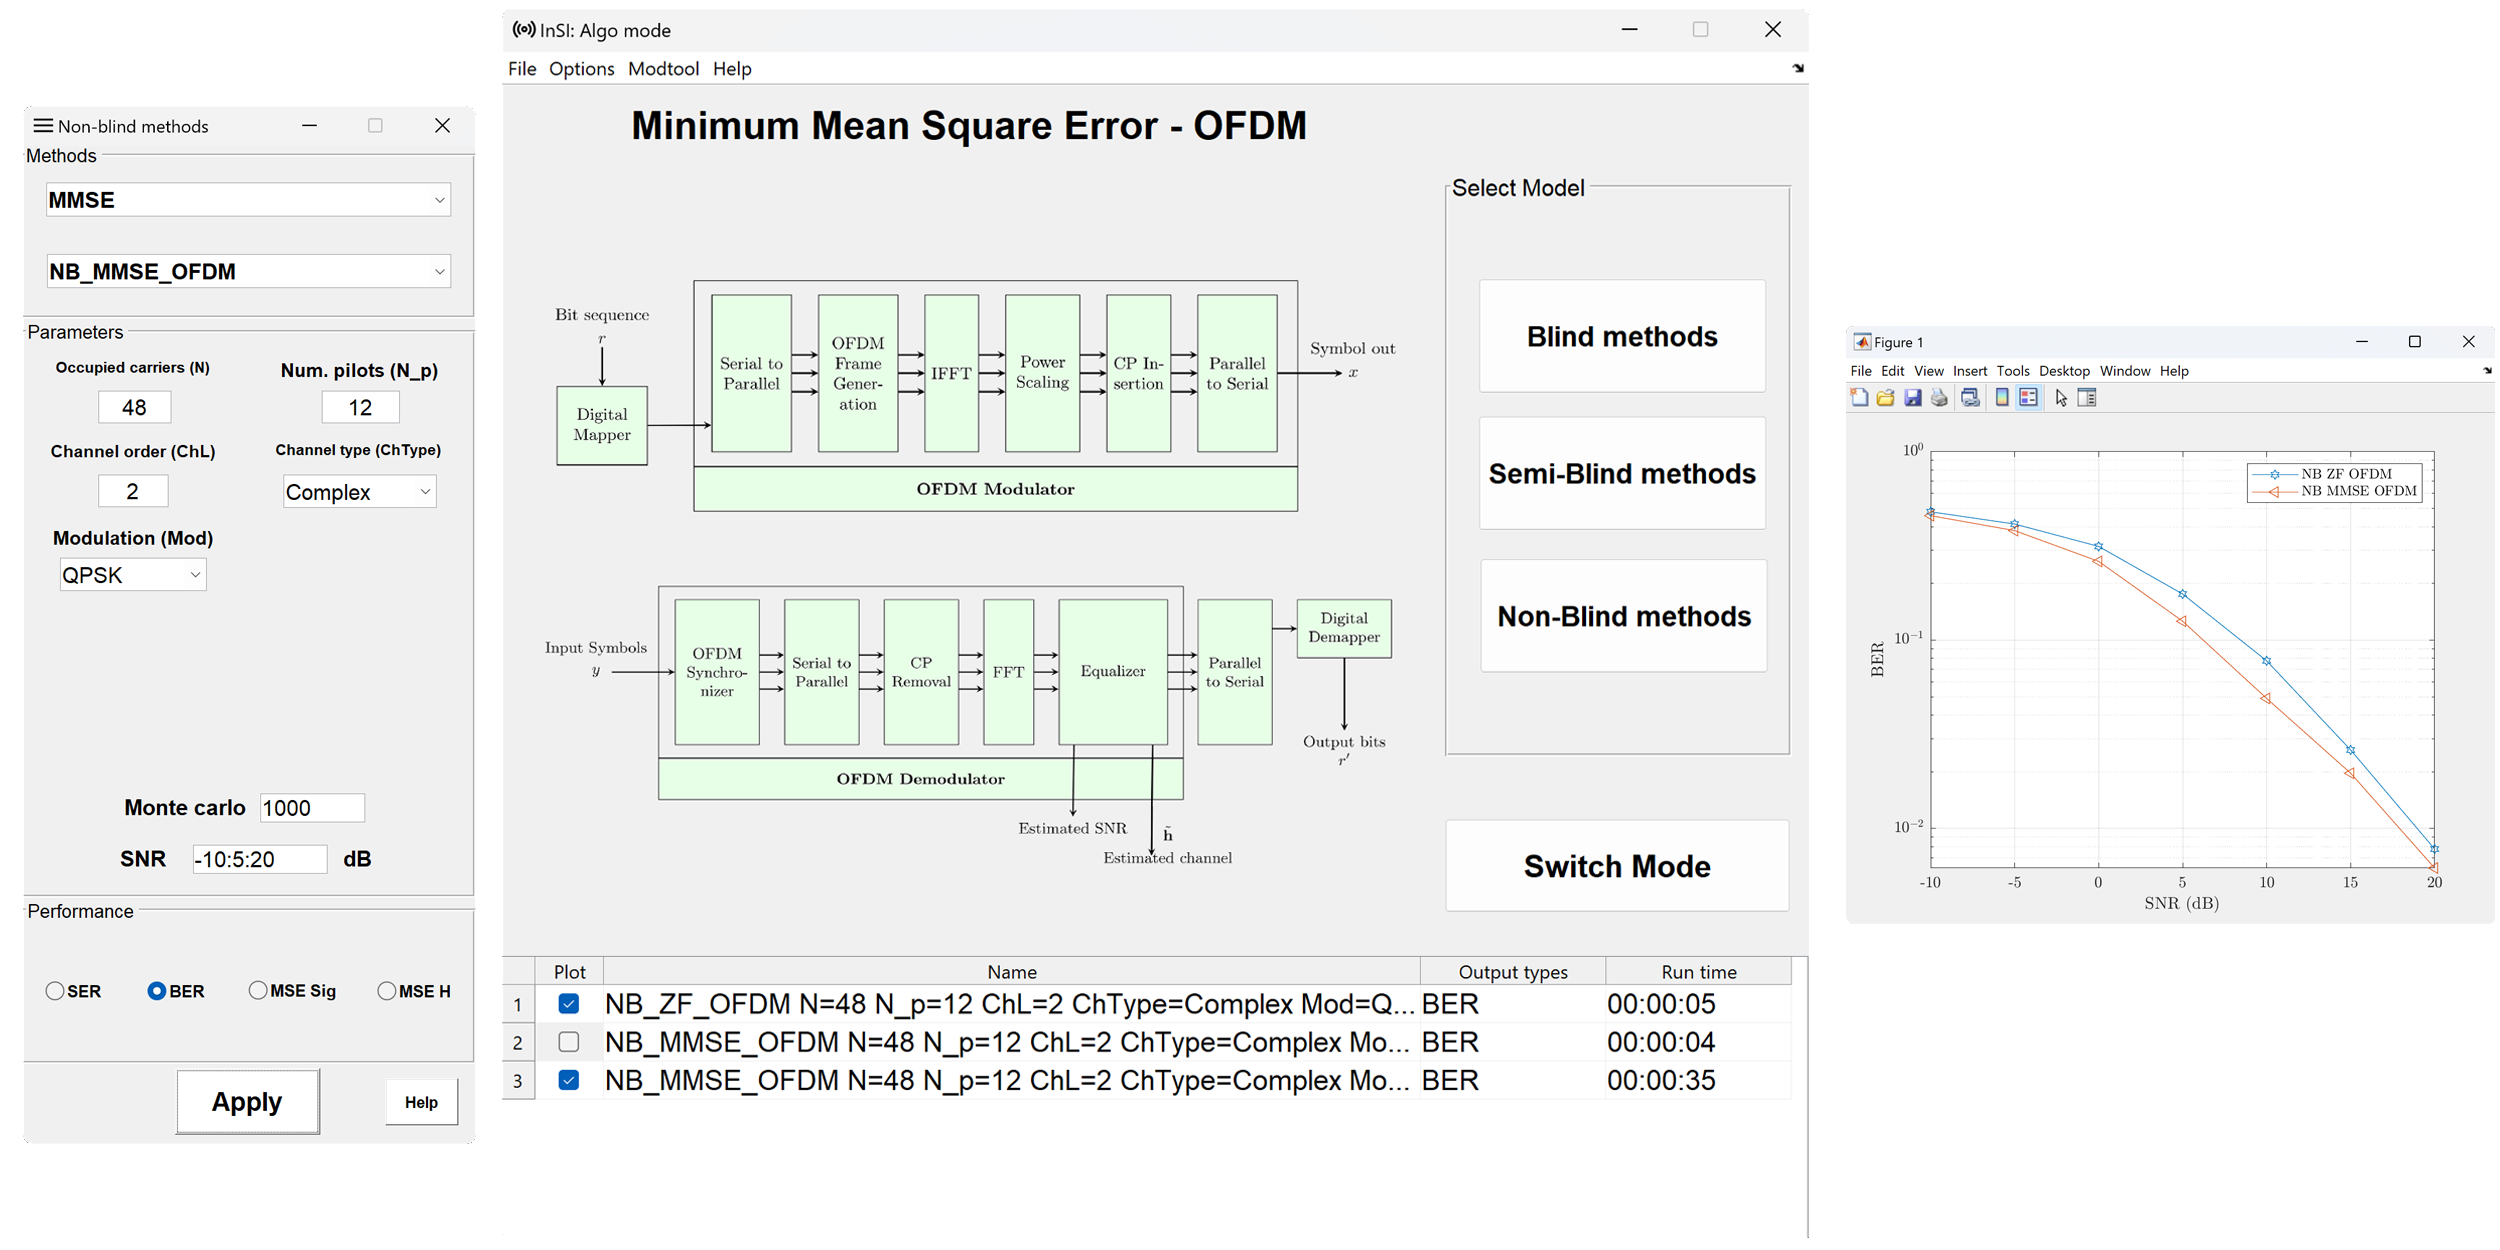 Non-blind methods
Methods
MMSE
NB_MMSE_OFDM
Parameters
Occupied carriers (N)
Num. pilots (N_p)
48
12
Channel order (ChL)
Channel type (ChType)
2
Complex
Modulation (Mod)
QPSK
Monte carlo
1000
SNR
-10:5:20
dB
Performance
SER
BER
MSE Sig
MSE H
Apply
Help
InSI: Algo mode
File Options Modtool Help
Minimum Mean Square Error - OFDM
Bit sequence
r
Digital
Mapper
Serial to
Parallel
OFDM
Frame
Gener-
ation
IFFT
Power
Scaling
CP In-
sertion
Parallel
to Serial
Symbol out
x
OFDM Modulator
Input Symbols
y
OFDM
Synchro-
nizer
Serial to
Parallel
CP
Removal
FFT
Equalizer
Parallel
to Serial
Digital
Demapper
Output bits
r′
OFDM Demodulator
Estimated SNR
h̃
Estimated channel
Select Model
Blind methods
Semi-Blind methods
Non-Blind methods
Switch Mode
Plot Name Output types Run time
1 NB_ZF_OFDM N=48 N_p=12 ChL=2 ChType=Complex Mod=Q... BER 00:00:05
2 NB_MMSE_OFDM N=48 N_p=12 ChL=2 ChType=Complex Mo... BER 00:00:04
3 NB_MMSE_OFDM N=48 N_p=12 ChL=2 ChType=Complex Mo... BER 00:00:35
Figure 1
File Edit View Insert Tools Desktop Window Help
NB ZF OFDM
NB MMSE OFDM
10⁰
10⁻¹
10⁻²
BER
-10 -5 0 5 10 15 20
SNR (dB)